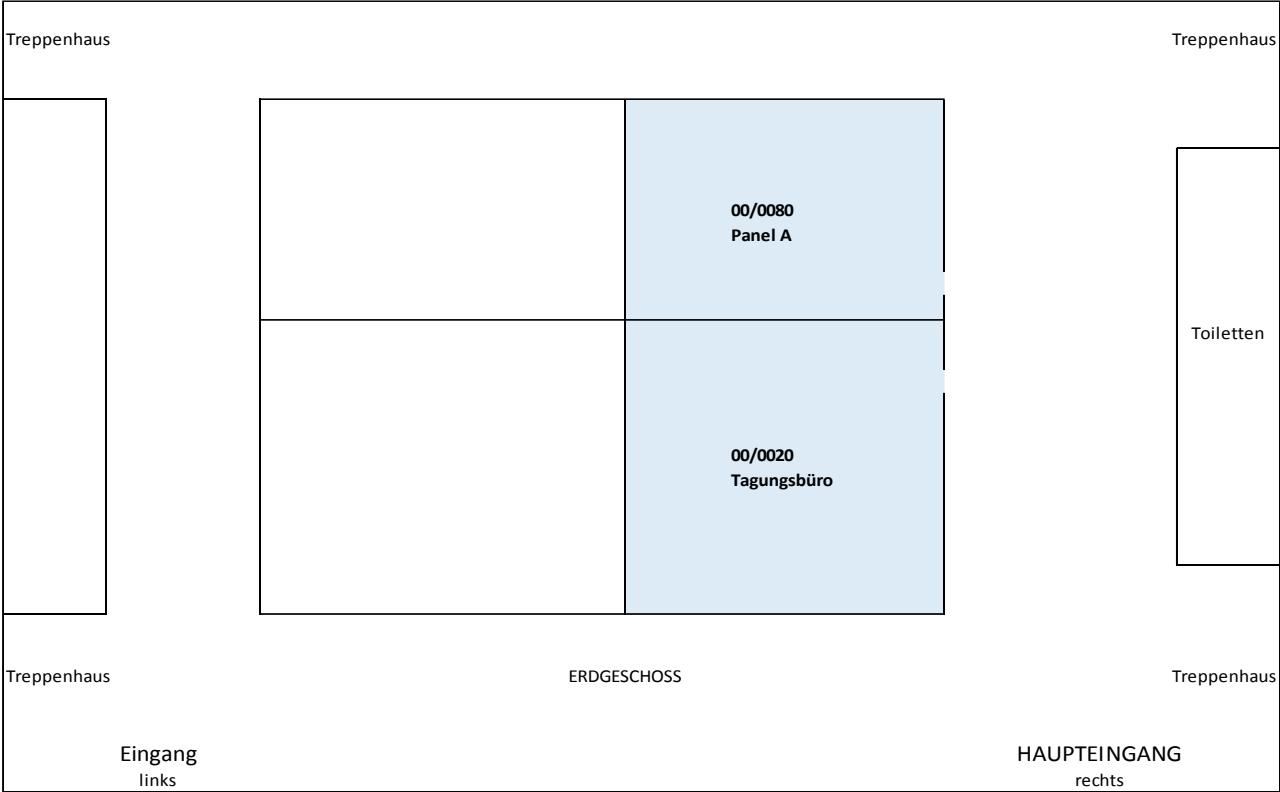 Treppenhaus
Treppenhaus
00/0080
Panel A
Toiletten
00/0020
Tagungsbüro
Treppenhaus
ERDGESCHOSS
Treppenhaus
Eingang
links
HAUPTEINGANG
rechts